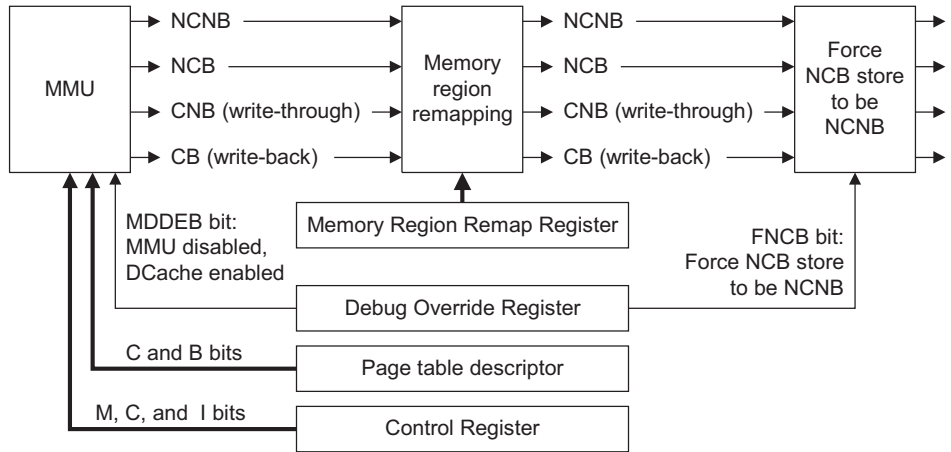 NCNB
NCNB
NCB
NCB
MMU
Memory
region
remapping
Force
NCB store
to be
NCNB
CNB (write-through)
CNB (write-through)
CB (write-back)
CB (write-back)
MDDEB bit:
MMU disabled,
DCache enabled
Memory Region Remap Register
FNCB bit:
Force NCB store
to be NCNB
Debug Override Register
C and B bits
Page table descriptor
M, C, and I bits
Control Register